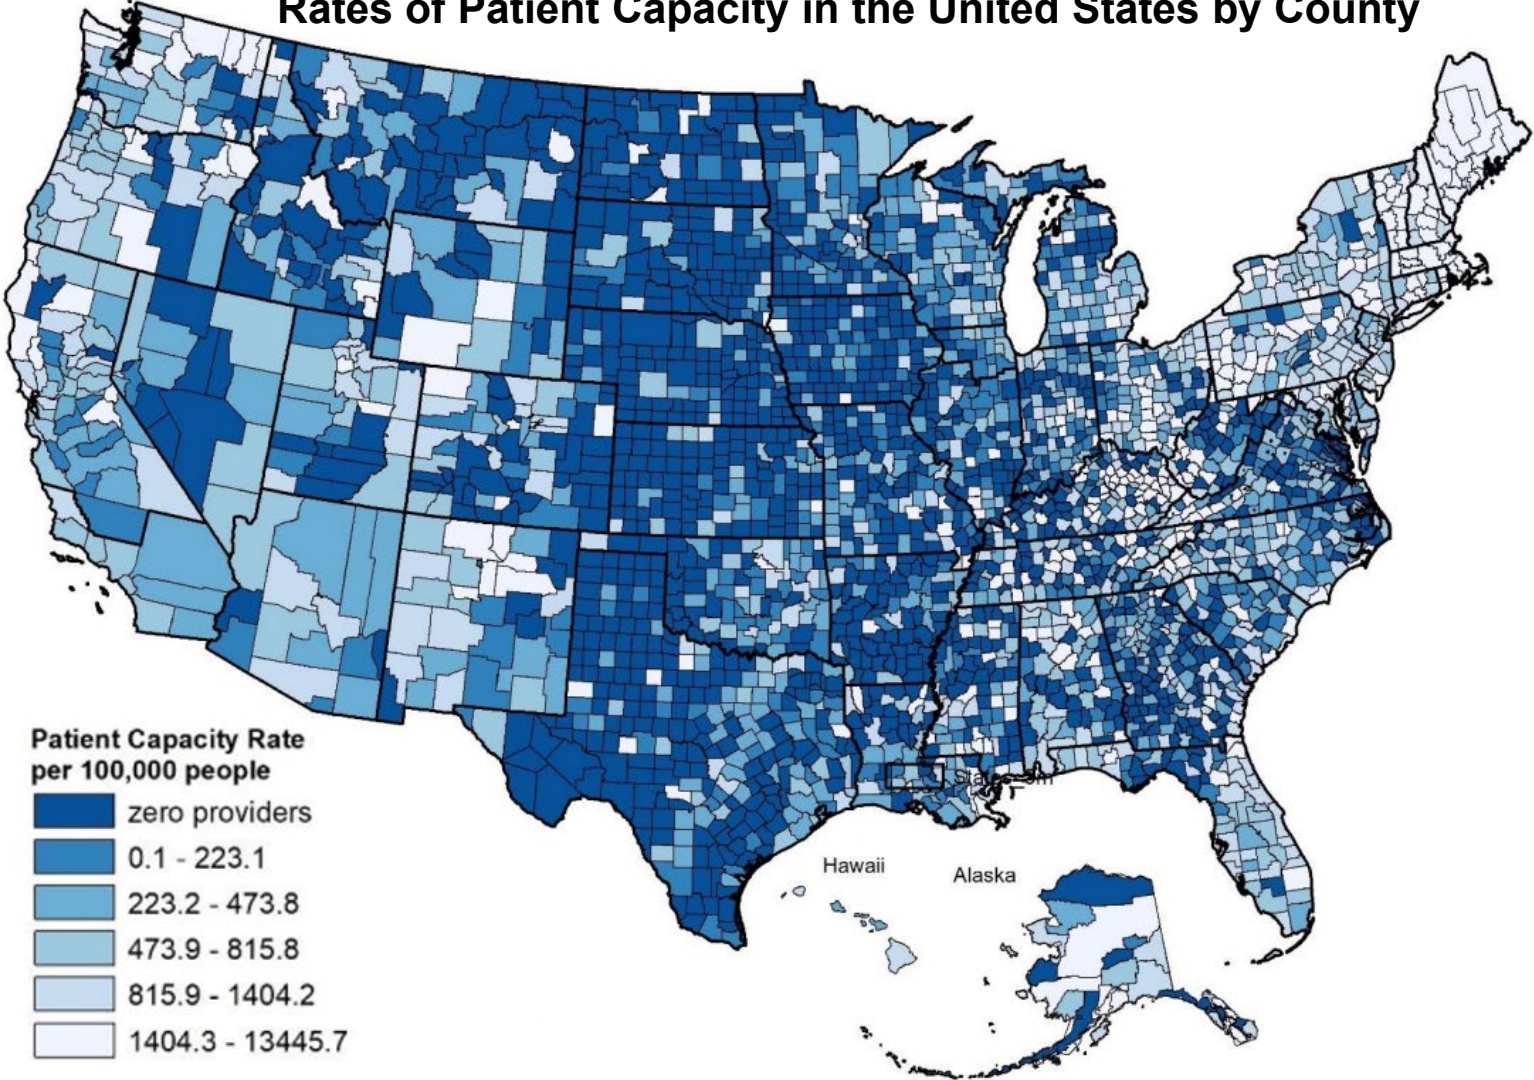 Rates of Patient Capacity in the United States by County
Patient Capacity Rate
per 100,000 people
zero providers
0.1 - 223.1
223.2 - 473.8
473.9 - 815.8
815.9 - 1404.2
1404.3 - 13445.7
Hawaii
Alaska